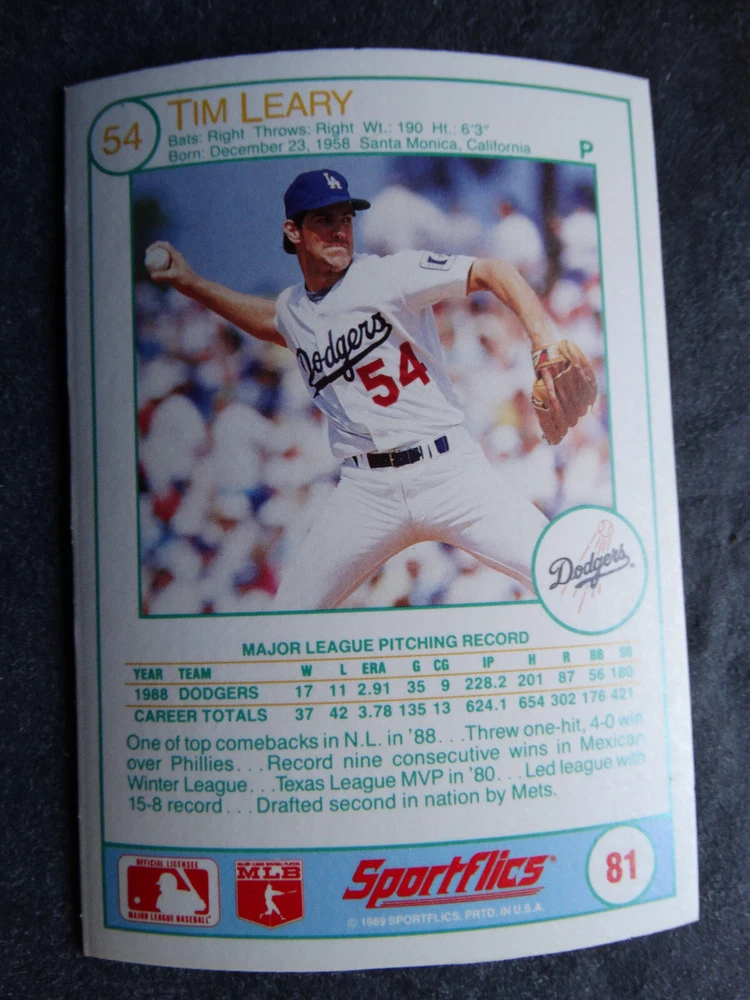 54
TIM LEARY
Bats: Right Throws: Right Wt.: 190 Ht.: 6'3"
Born: December 23, 1958 Santa Monica, California
P
LA
Dodgers
54
Dodgers
MAJOR LEAGUE PITCHING RECORD
YEAR TEAM W L ERA G CG IP H R BB SO
1988 DODGERS 17 11 2.91 35 9 228.2 201 87 56 180
CAREER TOTALS 37 42 3.78 135 13 624.1 654 302 176 421
One of top comebacks in N.L. in '88. . .Threw one-hit, 4-0 win
over Phillies. . .Record nine consecutive wins in Mexican
Winter League. . .Texas League MVP in '80. . .Led league with
15-8 record. . .Drafted second in nation by Mets.
OFFICIAL LICENSEE
MAJOR LEAGUE BASEBALL
MAJOR LEAGUE BASEBALL PLAYERS
MLB
Sportflics
© 1989 SPORTFLICS, PRTD. IN U.S.A.
81